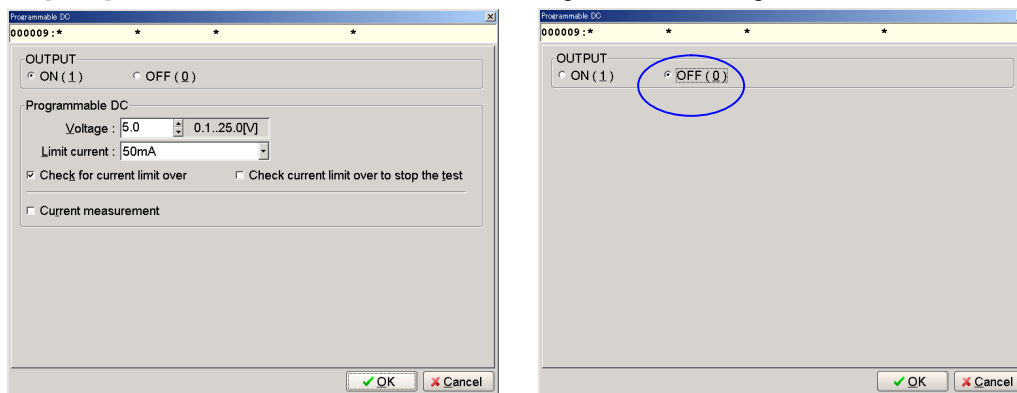 Programmable DC
000009:* * * *
OUTPUT
ON(1) OFF(0)
Programmable DC
Voltage : 5.0 0.1..25.0[V]
Limit current : 50mA
Check for current limit over Check current limit over to stop the test
Current measurement
OK Cancel
Programmable DC
000009:* * * *
OUTPUT
ON(1) OFF(0)
OK Cancel